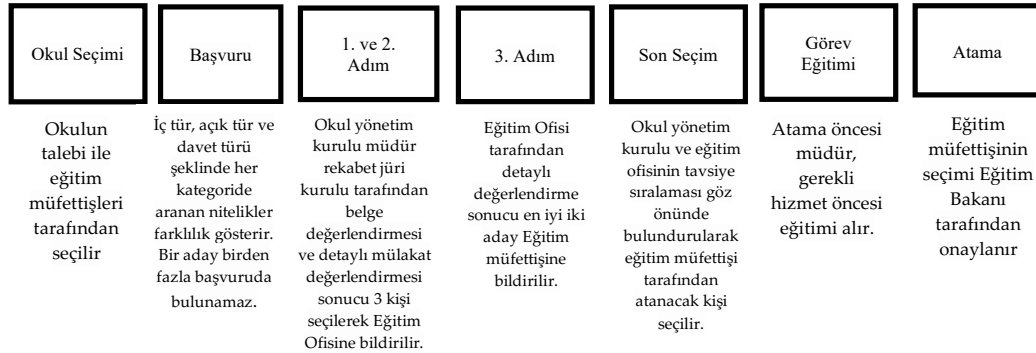 Okul Seçimi
Başvuru
1. ve 2.
Adım
3. Adım
Son Seçim
Görev
Eğitimi
Atama
Okulun
talebi ile
eğitim
müfettişleri
tarafından
seçilir
İç tür, açık tür ve
davet türü
şeklinde her
kategoride
aranan nitelikler
farklılık gösterir.
Bir aday birden
fazla başvuruda
bulunamaz.
Okul yönetim
kurulu müdür
rekabet jüri
kurulu tarafından
belge
değerlendirmesi
ve detaylı mülakat
değerlendirmesi
sonucu 3 kişi
seçilerek Eğitim
Ofisine bildirilir.
Eğitim Ofisi
tarafından
detaylı
değerlendirme
sonucu en iyi iki
aday Eğitim
müfettişine
bildirilir.
Okul yönetim
kurulu ve eğitim
ofisinin tavsiye
sıralaması göz
önünde
bulundurularak
eğitim müfettişi
tarafından
atanacak kişi
seçilir.
Atama öncesi
müdür,
gerekli
hizmet öncesi
eğitimi alır.
Eğitim
müfettişinin
seçimi Eğitim
Bakanı
tarafından
onaylanır